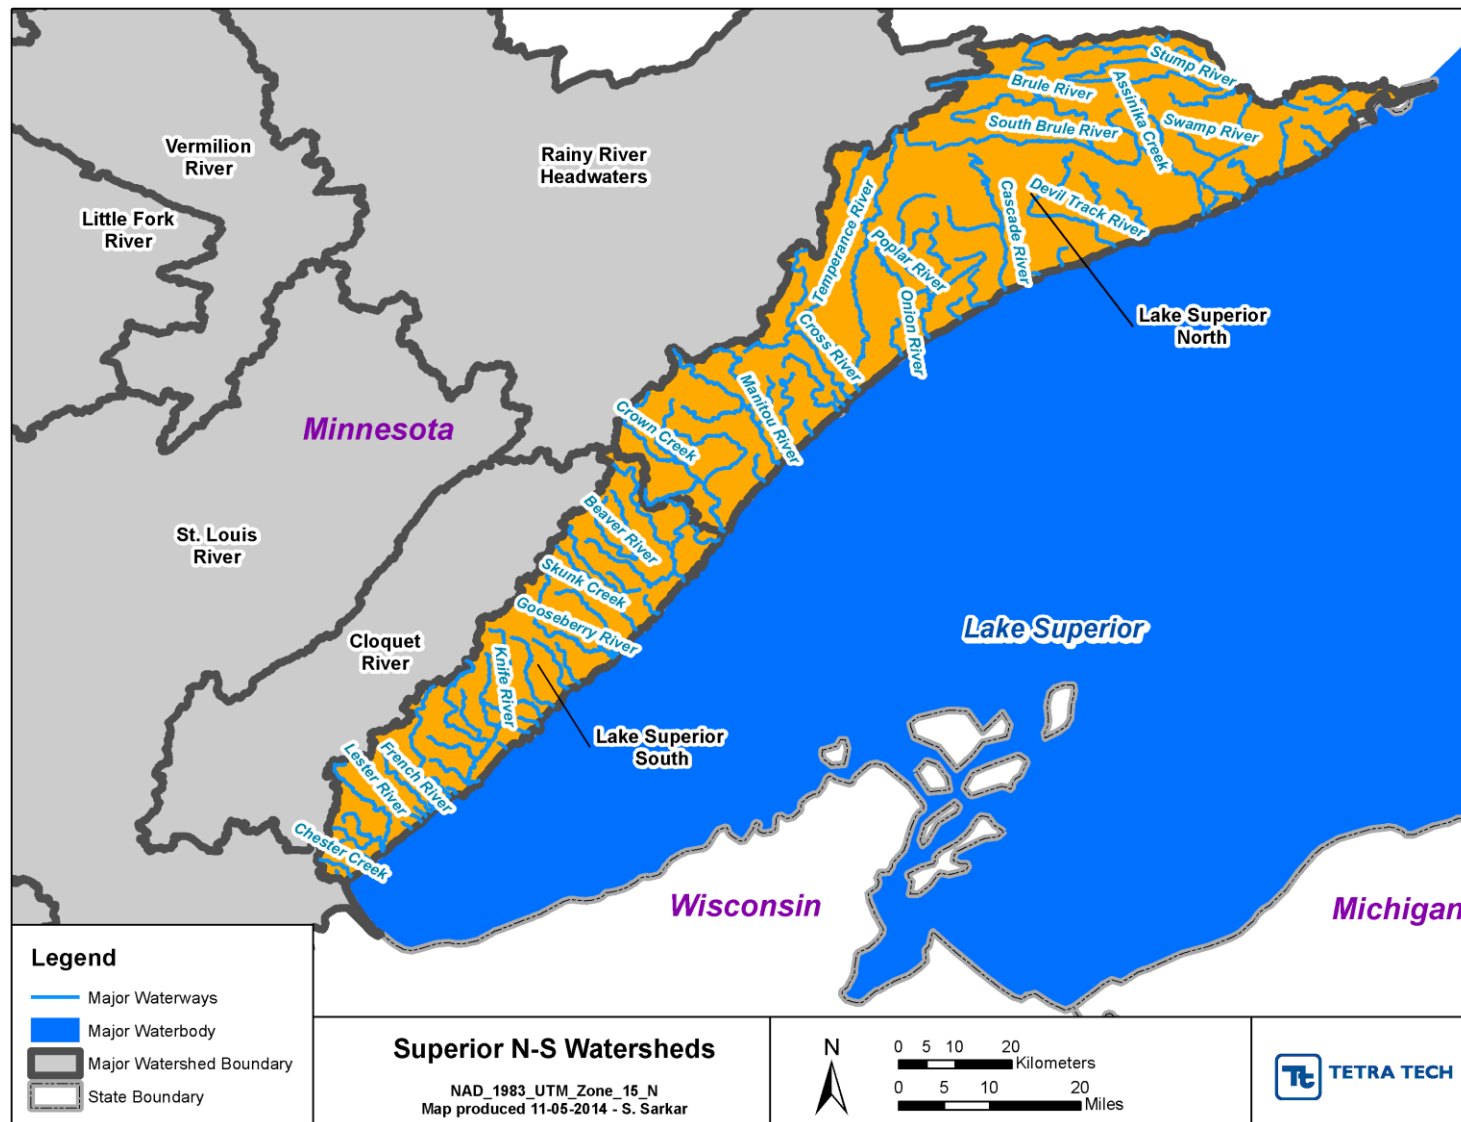 Stump River
Brule River
Assinika Creek
South Brule River
Swamp River
Vermilion
River
Rainy River
Headwaters
Little Fork
River
Cascade River
Devil Track River
Temperance River
Poplar River
Onion River
Lake Superior
North
Cross River
Manitou River
Crown Creek
Minnesota
Beaver River
St. Louis
River
Skunk Creek
Gooseberry River
Lake Superior
Cloquet
River
Knife River
Lake Superior
South
Lester River
French River
Chester Creek
Wisconsin
Michigan
Legend
Major Waterways
Major Waterbody
Major Watershed Boundary
State Boundary
Superior N-S Watersheds
NAD_1983_UTM_Zone_15_N
Map produced 11-05-2014 - S. Sarkar
N
0 5 10 20
Kilometers
0 5 10 20
Miles
Tt TETRA TECH